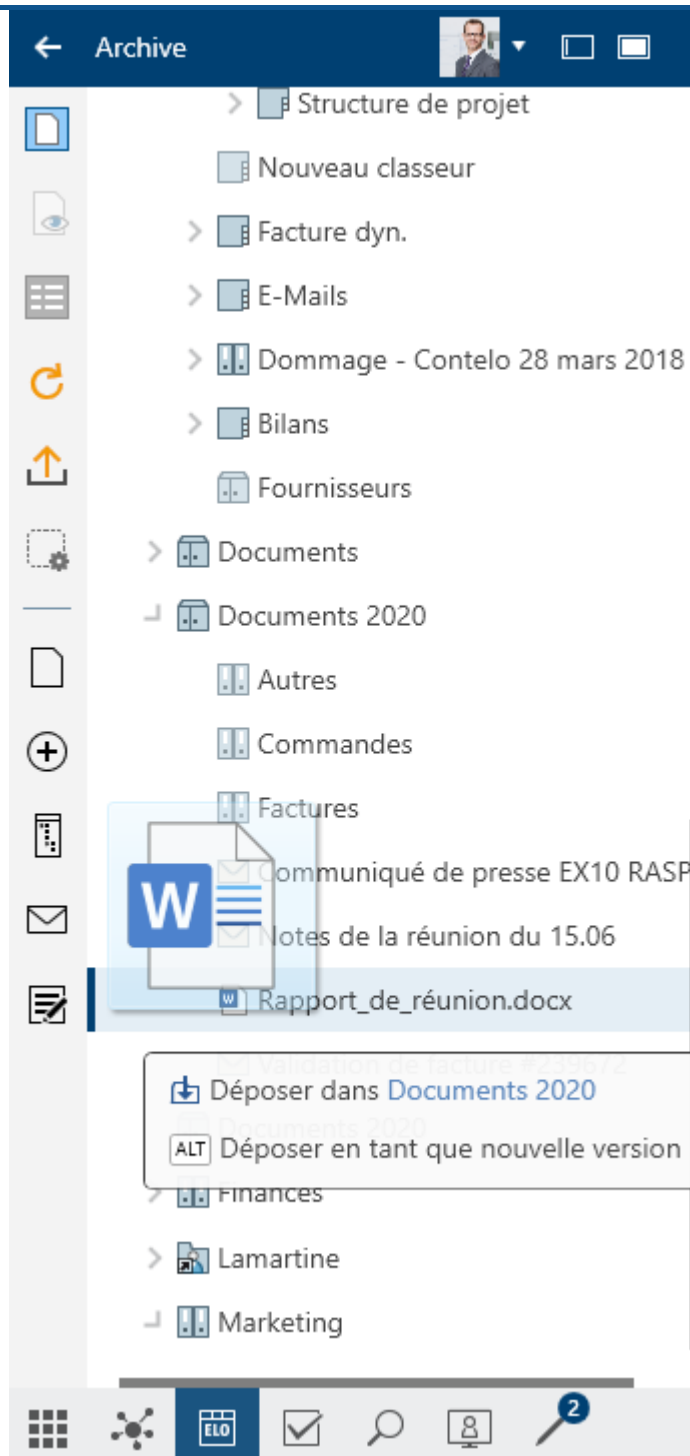 Archive
Structure de projet
Nouveau classeur
Facture dyn.
E-Mails
Dommage - Contelo 28 mars 2018
Bilans
Fournisseurs
Documents
Documents 2020
Autres
Commandes
Factures
Communiqué de presse EX10 RASP
W
Notes de la réunion du 15.06
W Rapport_de_réunion.docx
Validation de facture #239672
Déposer dans Documents 2020
Documents 2020
ALT Déposer en tant que nouvelle version
Finances
Lamartine
Marketing
ELO
2